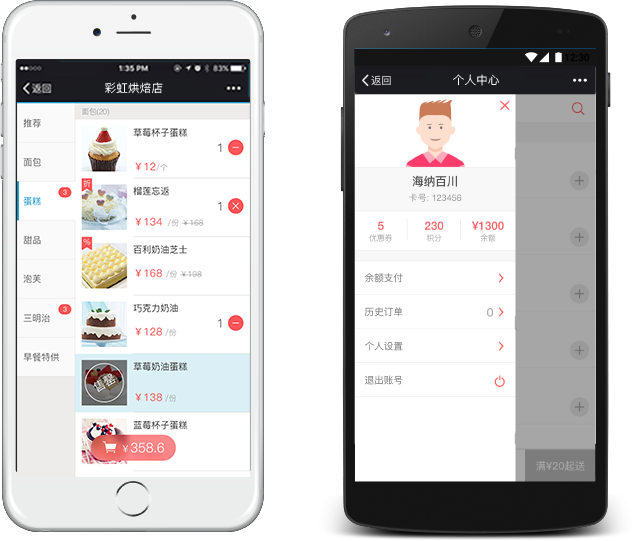 1:35 PM 83%
返回 彩虹烘焙店
推荐
面包
蛋糕 3
甜品
泡芙
三明治 3
早餐特供
面包(20)
草莓杯子蛋糕
¥12/个 1
折
榴莲忘返
¥134 /份 ¥168 1
%
百利奶油芝士
¥168 /份 ¥198
巧克力奶油
¥128 /份 1
售罄
草莓奶油蛋糕
¥138 /份
蓝莓杯子蛋糕
¥358.6
12:30
返回 个人中心
海纳百川
卡号: 123456
5 230 ¥1300
优惠券 积分 余额
余额支付
历史订单 0
个人设置
退出账号
满¥20起送